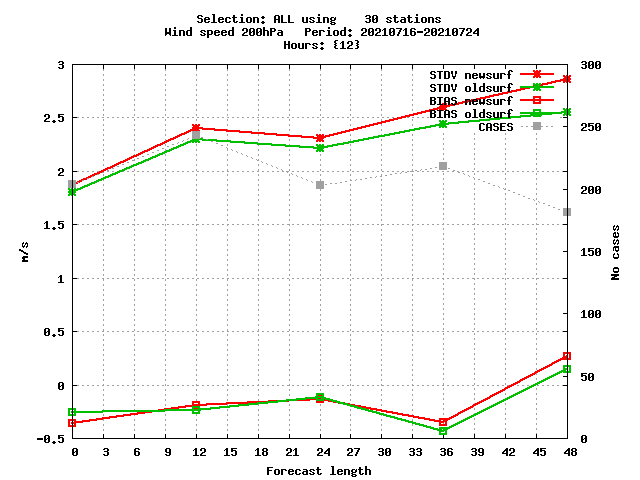 Selection: ALL using    30 stations
Wind speed 200hPa   Period: 20210716-20210724
Hours: {12}
3
2.5
2
1.5
1
0.5
0
-0.5
300
250
200
150
100
50
0
m/s
No cases
STDV newsurf
STDV oldsurf
BIAS newsurf
BIAS oldsurf
CASES
0 3 6 9 12 15 18 21 24 27 30 33 36 39 42 45 48
Forecast length